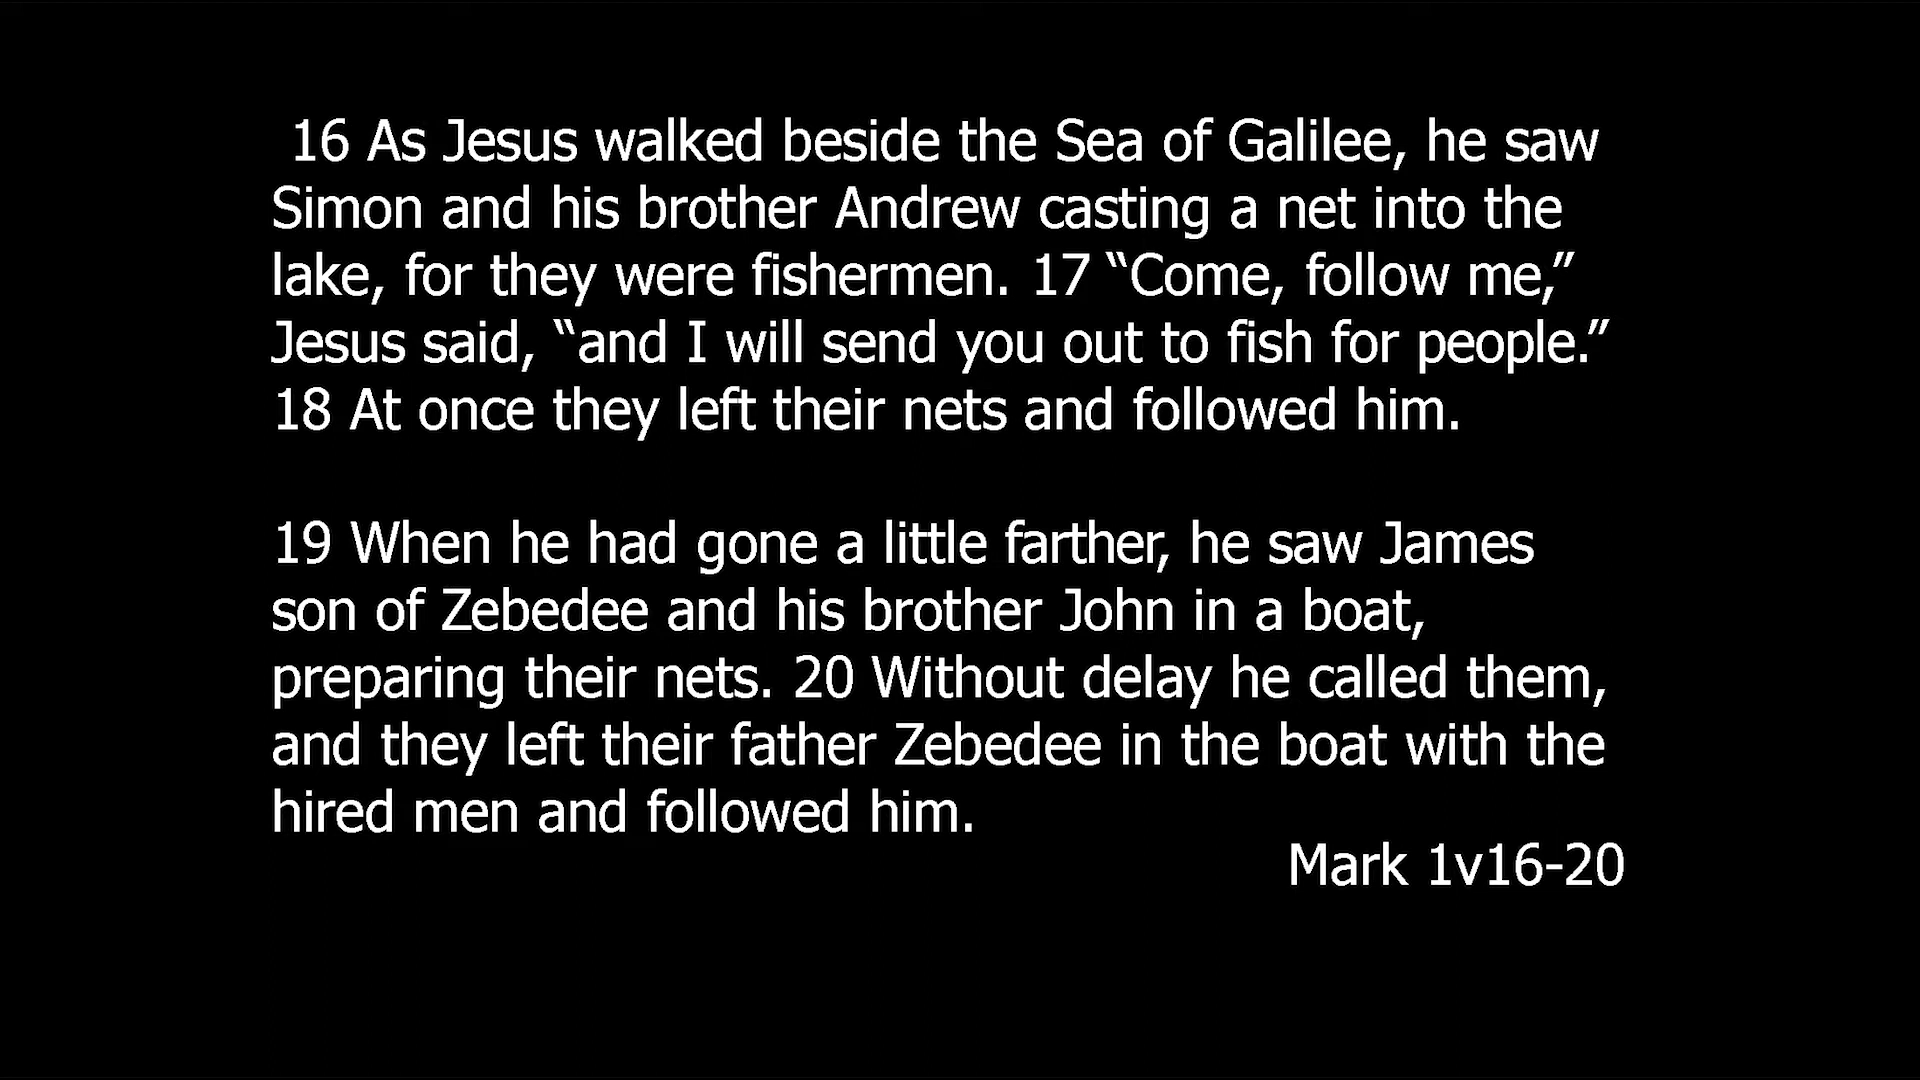 16 As Jesus walked beside the Sea of Galilee, he saw
Simon and his brother Andrew casting a net into the
lake, for they were fishermen. 17 “Come, follow me,”
Jesus said, “and I will send you out to fish for people.”
18 At once they left their nets and followed him.
19 When he had gone a little farther, he saw James
son of Zebedee and his brother John in a boat,
preparing their nets. 20 Without delay he called them,
and they left their father Zebedee in the boat with the
hired men and followed him.
Mark 1v16-20